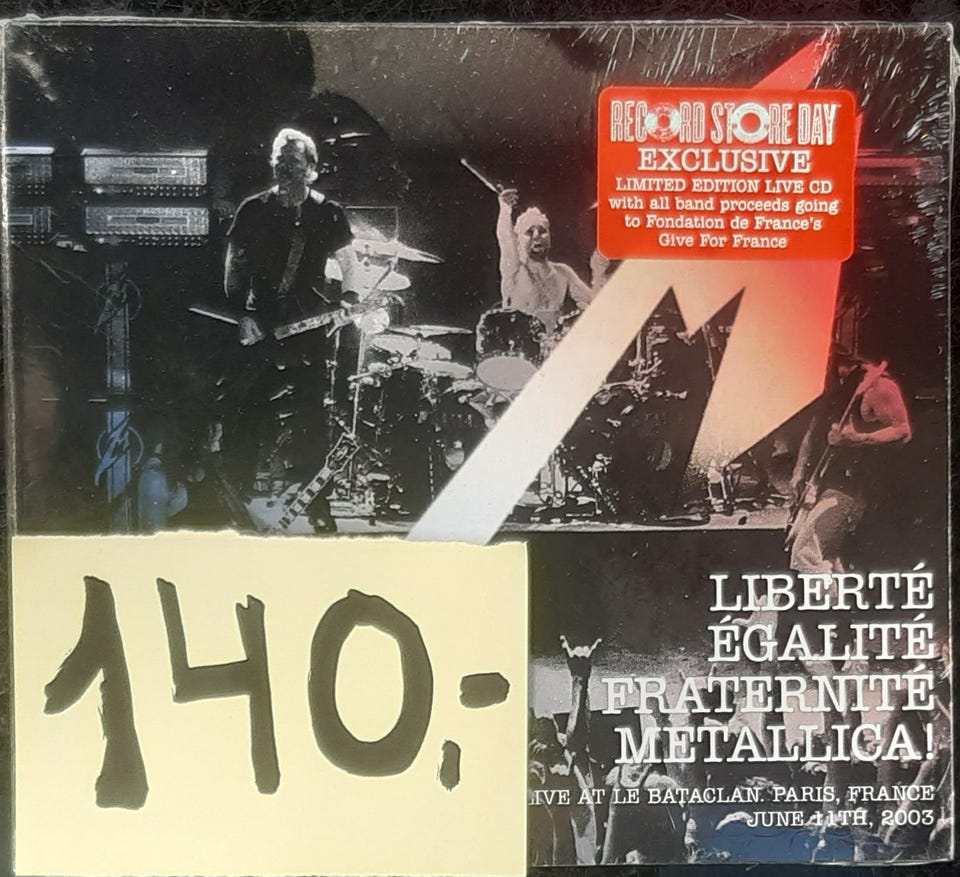 RECORD STORE DAY
EXCLUSIVE
LIMITED EDITION LIVE CD
with all band proceeds going
to Fondation de France's
Give For France
140;-
LIBERTÉ
ÉGALITÉ
FRATERNITÉ
METALLICA!
LIVE AT LE BATACLAN. PARIS, FRANCE
JUNE 11TH, 2003